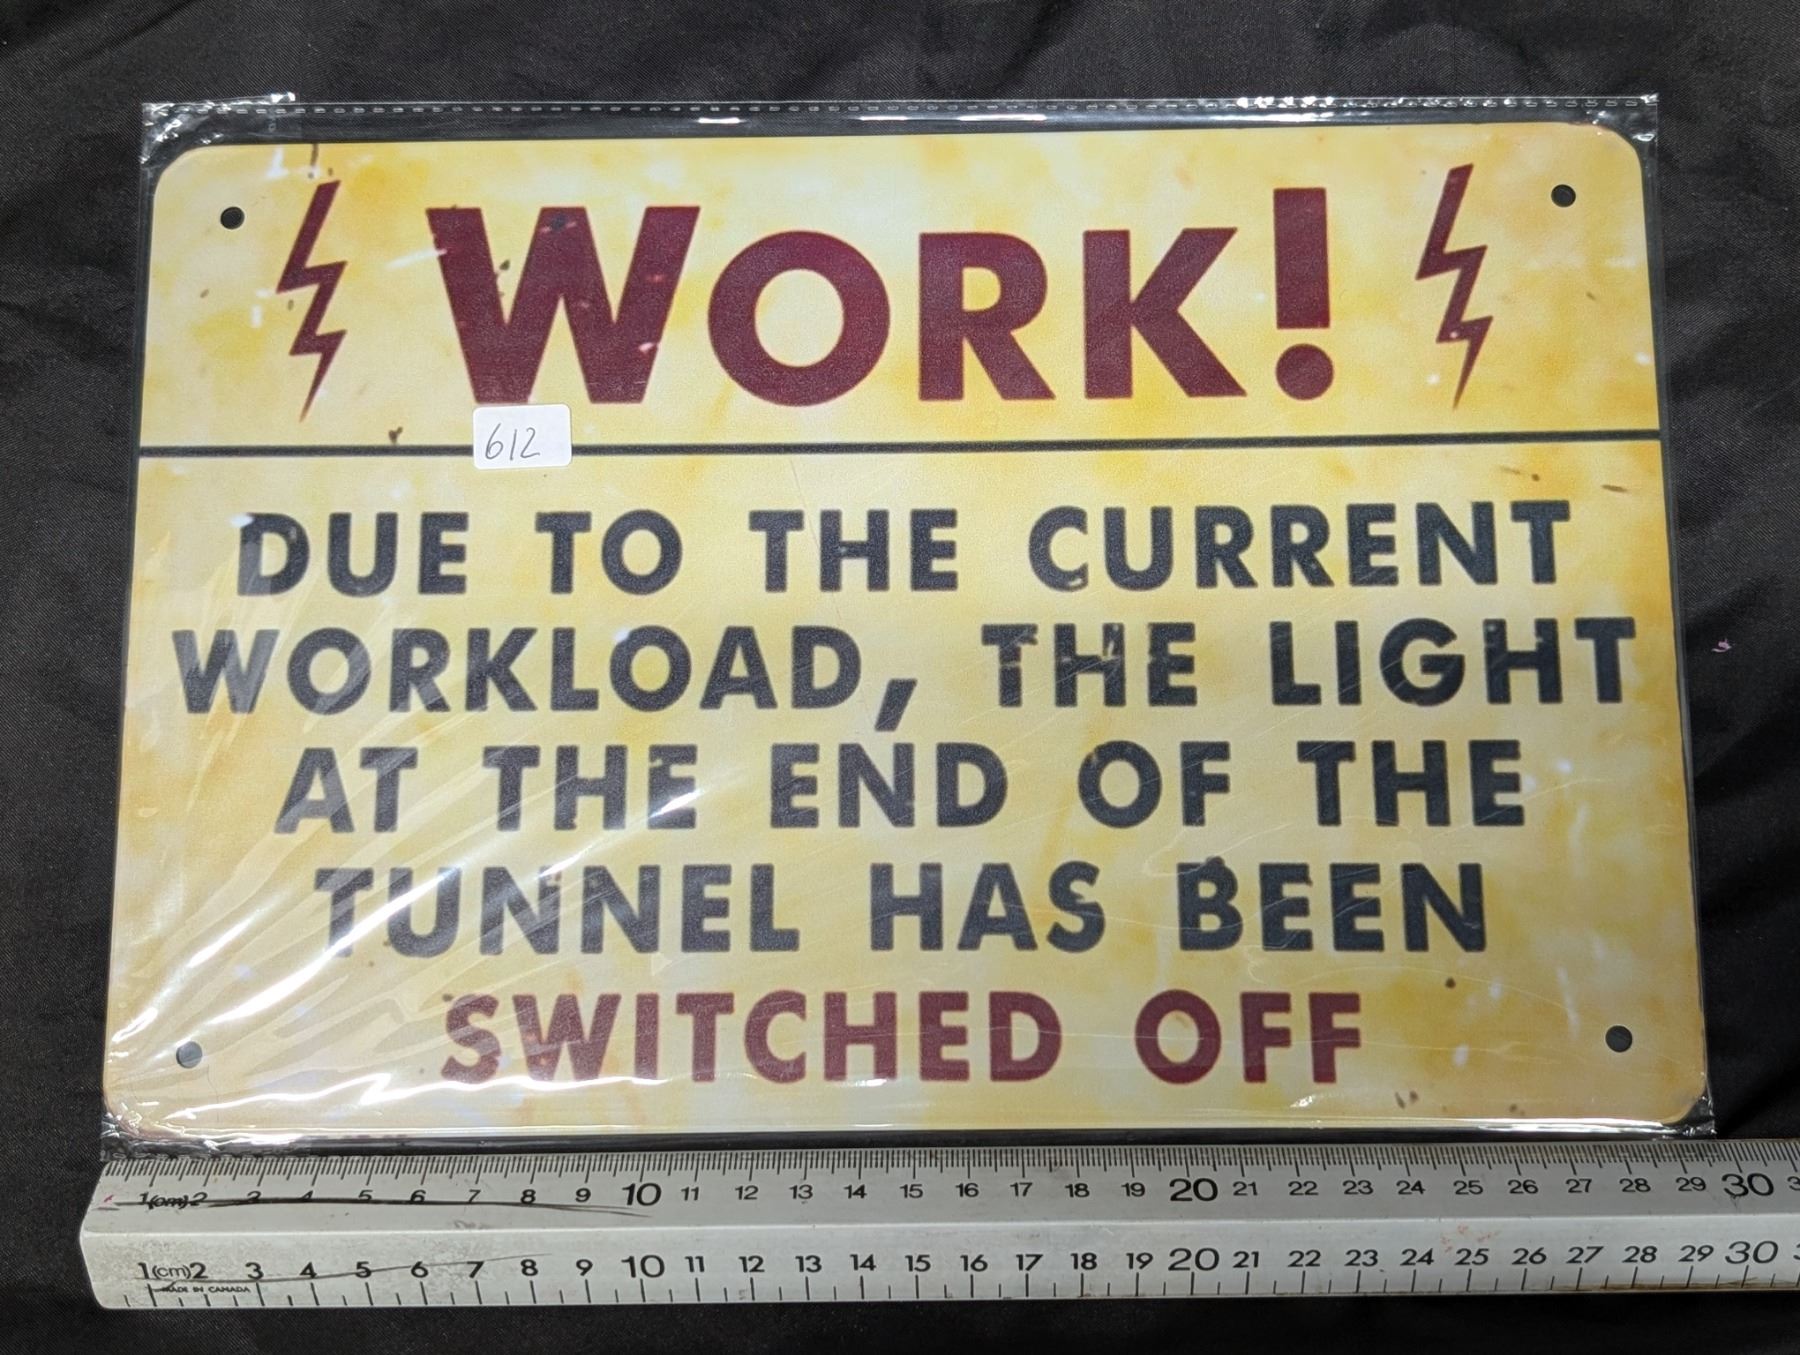 WORK!
612
DUE TO THE CURRENT
WORKLOAD, THE LIGHT
AT THE END OF THE
TUNNEL HAS BEEN
SWITCHED OFF
1(cm)2 3 4 5 6 7 8 9 10 11 12 13 14 15 16 17 18 19 20 21 22 23 24 25 26 27 28 29 30
1(cm)2 3 4 5 6 7 8 9 10 11 12 13 14 15 16 17 18 19 20 21 22 23 24 25 26 27 28 29 30
MADE IN CANADA